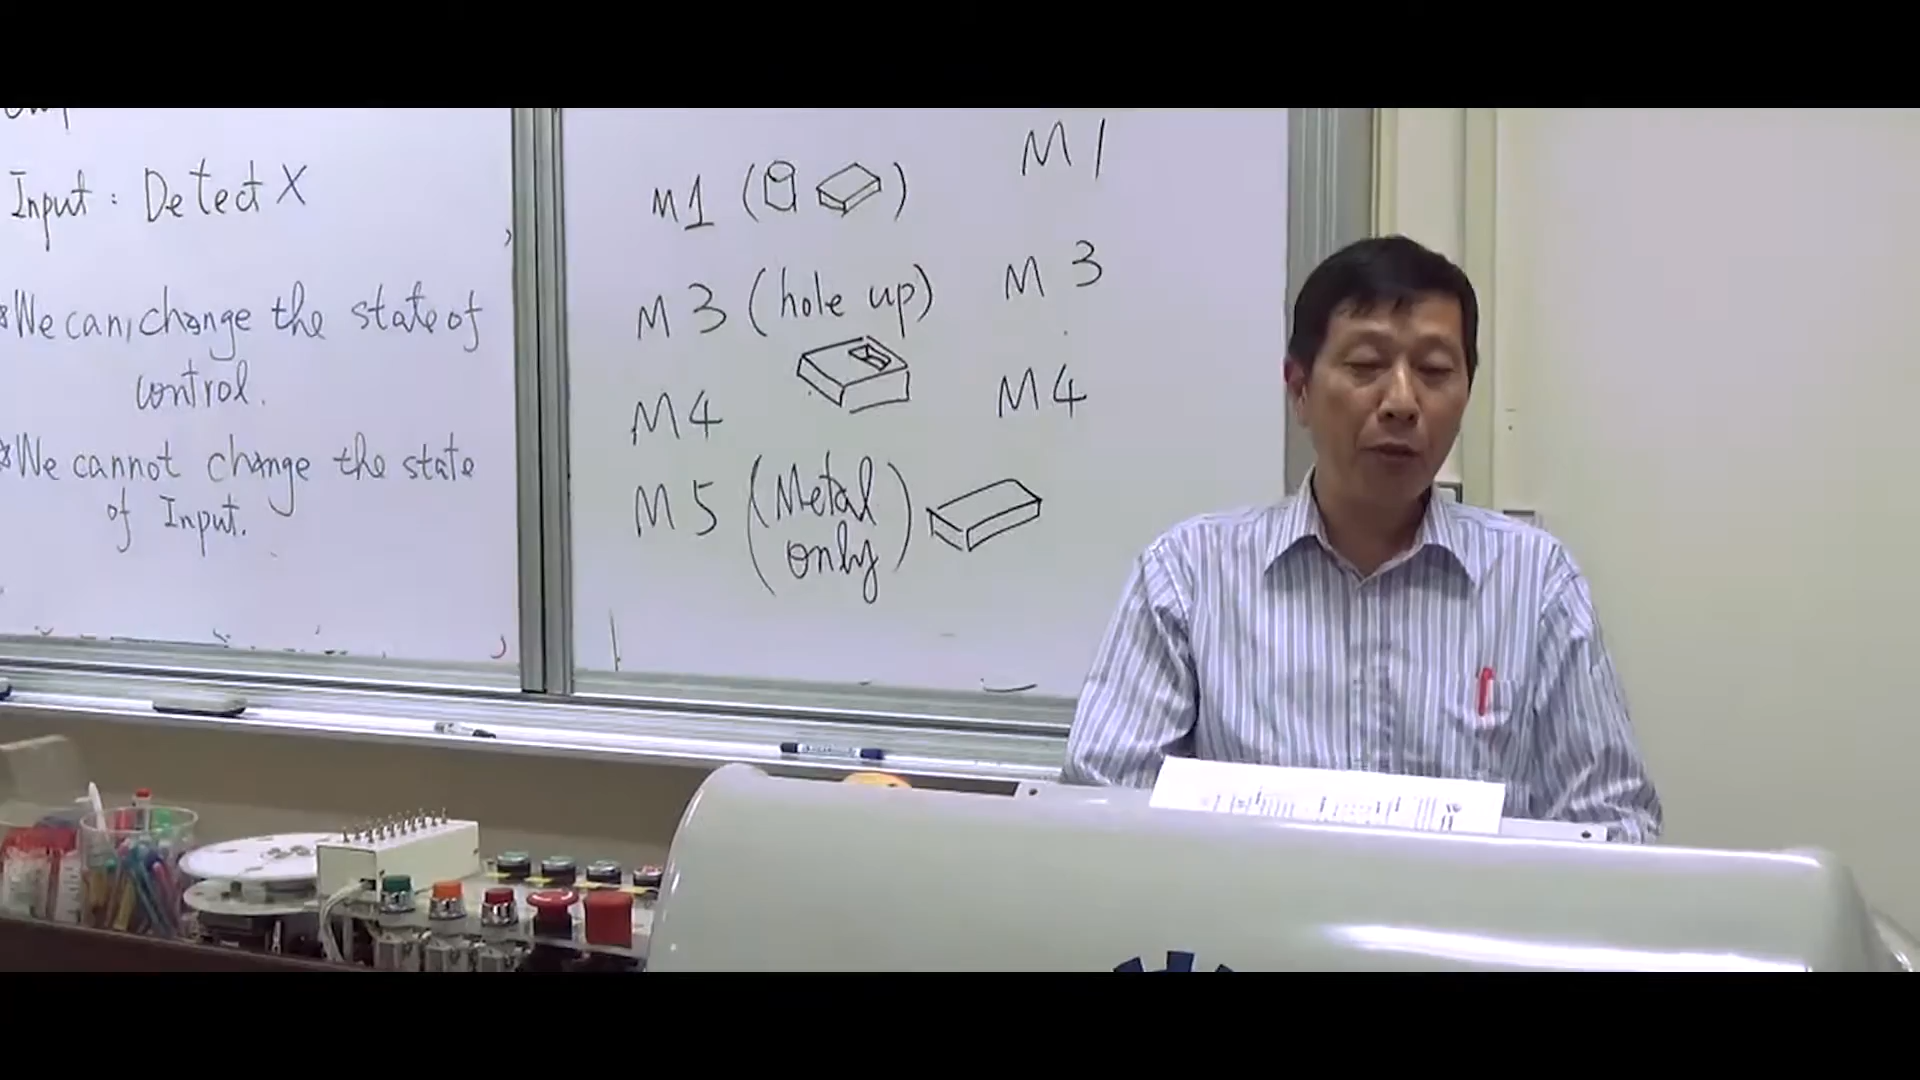 Input : Detect X
We can change the state of
control.
We cannot change the state
of Input.
M1 ( )
M3 (hole up)
M4
M5 (Metal
only)
M1
M3
M4